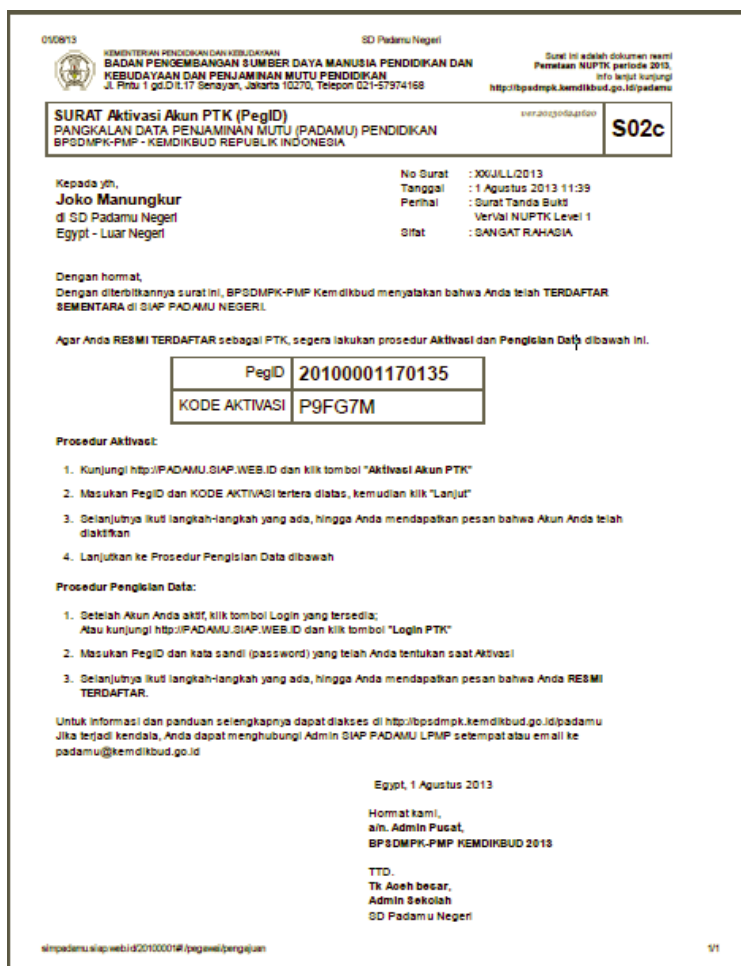 01/08/13 SD Padamu Negeri
KEMENTERIAN PENDIDIKAN DAN KEBUDAYAAN
BADAN PENGEMBANGAN SUMBER DAYA MANUSIA PENDIDIKAN DAN
KEBUDAYAAN DAN PENJAMINAN MUTU PENDIDIKAN
Jl. Pintu 1 gd.D lt.17 Senayan, Jakarta 10270, Telepon 021-57974168
Surat ini adalah dokumen resmi
Pemetaan NUPTK periode 2013,
info lanjut kunjungi
http://bpsdmpk.kemdikbud.go.id/padamu
SURAT Aktivasi Akun PTK (PegID)
PANGKALAN DATA PENJAMINAN MUTU (PADAMU) PENDIDIKAN
BPSDMPK-PMP - KEMDIKBUD REPUBLIK INDONESIA
ver.201306241620
S02c
Kepada yth,
Joko Manungkur
di SD Padamu Negeri
Egypt - Luar Negeri
No Surat : XX/J/LL/2013
Tanggal : 1 Agustus 2013 11:39
Perihal : Surat Tanda Bukti
VerVal NUPTK Level 1
Sifat : SANGAT RAHASIA
Dengan hormat,
Dengan diterbitkannya surat ini, BPSDMPK-PMP Kemdikbud menyatakan bahwa Anda telah TERDAFTAR
SEMENTARA di SIAP PADAMU NEGERI.
Agar Anda RESMI TERDAFTAR sebagai PTK, segera lakukan prosedur Aktivasi dan Pengisian Data dibawah ini.
PegID 20100001170135
KODE AKTIVASI P9FG7M
Prosedur Aktivasi:
1. Kunjungi http://PADAMU.SIAP.WEB.ID dan klik tombol "Aktivasi Akun PTK"
2. Masukan PegID dan KODE AKTIVASI tertera diatas, kemudian klik "Lanjut"
3. Selanjutnya ikuti langkah-langkah yang ada, hingga Anda mendapatkan pesan bahwa Akun Anda telah
diaktifkan
4. Lanjutkan ke Prosedur Pengisian Data dibawah
Prosedur Pengisian Data:
1. Setelah Akun Anda aktif, klik tombol Login yang tersedia;
Atau kunjungi http://PADAMU.SIAP.WEB.ID dan klik tombol "Login PTK"
2. Masukan PegID dan kata sandi (password) yang telah Anda tentukan saat Aktivasi
3. Selanjutnya ikuti langkah-langkah yang ada, hingga Anda mendapatkan pesan bahwa Anda RESMI
TERDAFTAR.
Untuk informasi dan panduan selengkapnya dapat diakses di http://bpsdmpk.kemdikbud.go.id/padamu
Jika terjadi kendala, Anda dapat menghubungi Admin SIAP PADAMU LPMP setempat atau email ke
padamu@kemdikbud.go.id
Egypt, 1 Agustus 2013
Hormat kami,
a/n. Admin Pusat,
BPSDMPK-PMP KEMDIKBUD 2013
TTD.
Tk Aceh besar,
Admin Sekolah
SD Padamu Negeri
simpadamu.siap.web.id/20100001#!/pegawai/pengajuan 1/1